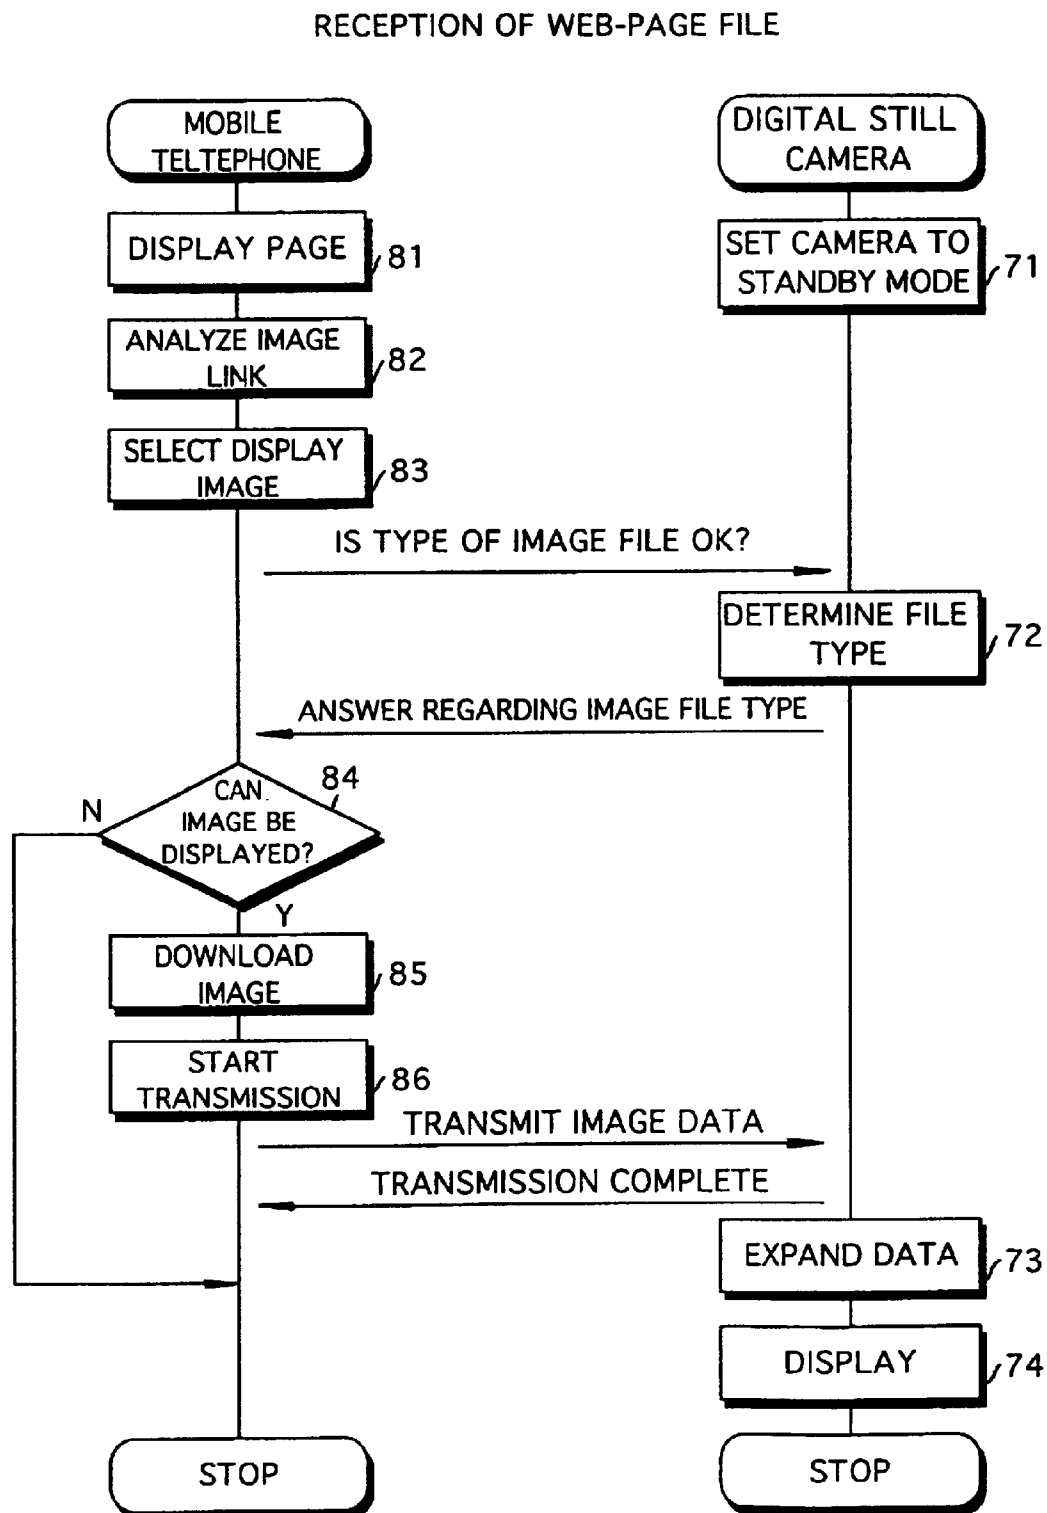 RECEPTION OF WEB-PAGE FILE
MOBILE
TELTEPHONE
DIGITAL STILL
CAMERA
DISPLAY PAGE
81
SET CAMERA TO
STANDBY MODE
71
ANALYZE IMAGE
LINK
82
SELECT DISPLAY
IMAGE
83
IS TYPE OF IMAGE FILE OK?
DETERMINE FILE
TYPE
72
ANSWER REGARDING IMAGE FILE TYPE
84
N
CAN
IMAGE BE
DISPLAYED?
Y
DOWNLOAD
IMAGE
85
START
TRANSMISSION
86
TRANSMIT IMAGE DATA
TRANSMISSION COMPLETE
EXPAND DATA
73
DISPLAY
74
STOP
STOP